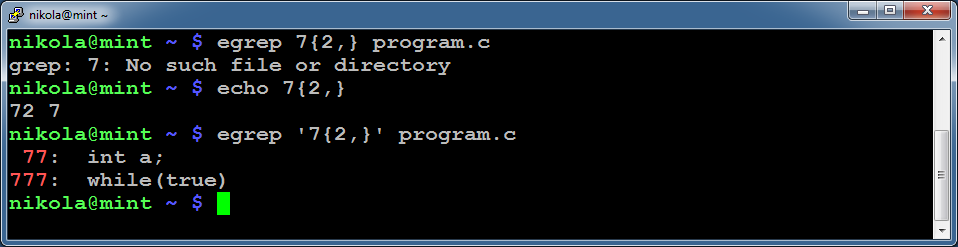 nikola@mint ~
nikola@mint ~ $ egrep 7{2,} program.c
grep: 7: No such file or directory
nikola@mint ~ $ echo 7{2,}
72 7
nikola@mint ~ $ egrep '7{2,}' program.c
 77:  int a;
777:  while(true)
nikola@mint ~ $